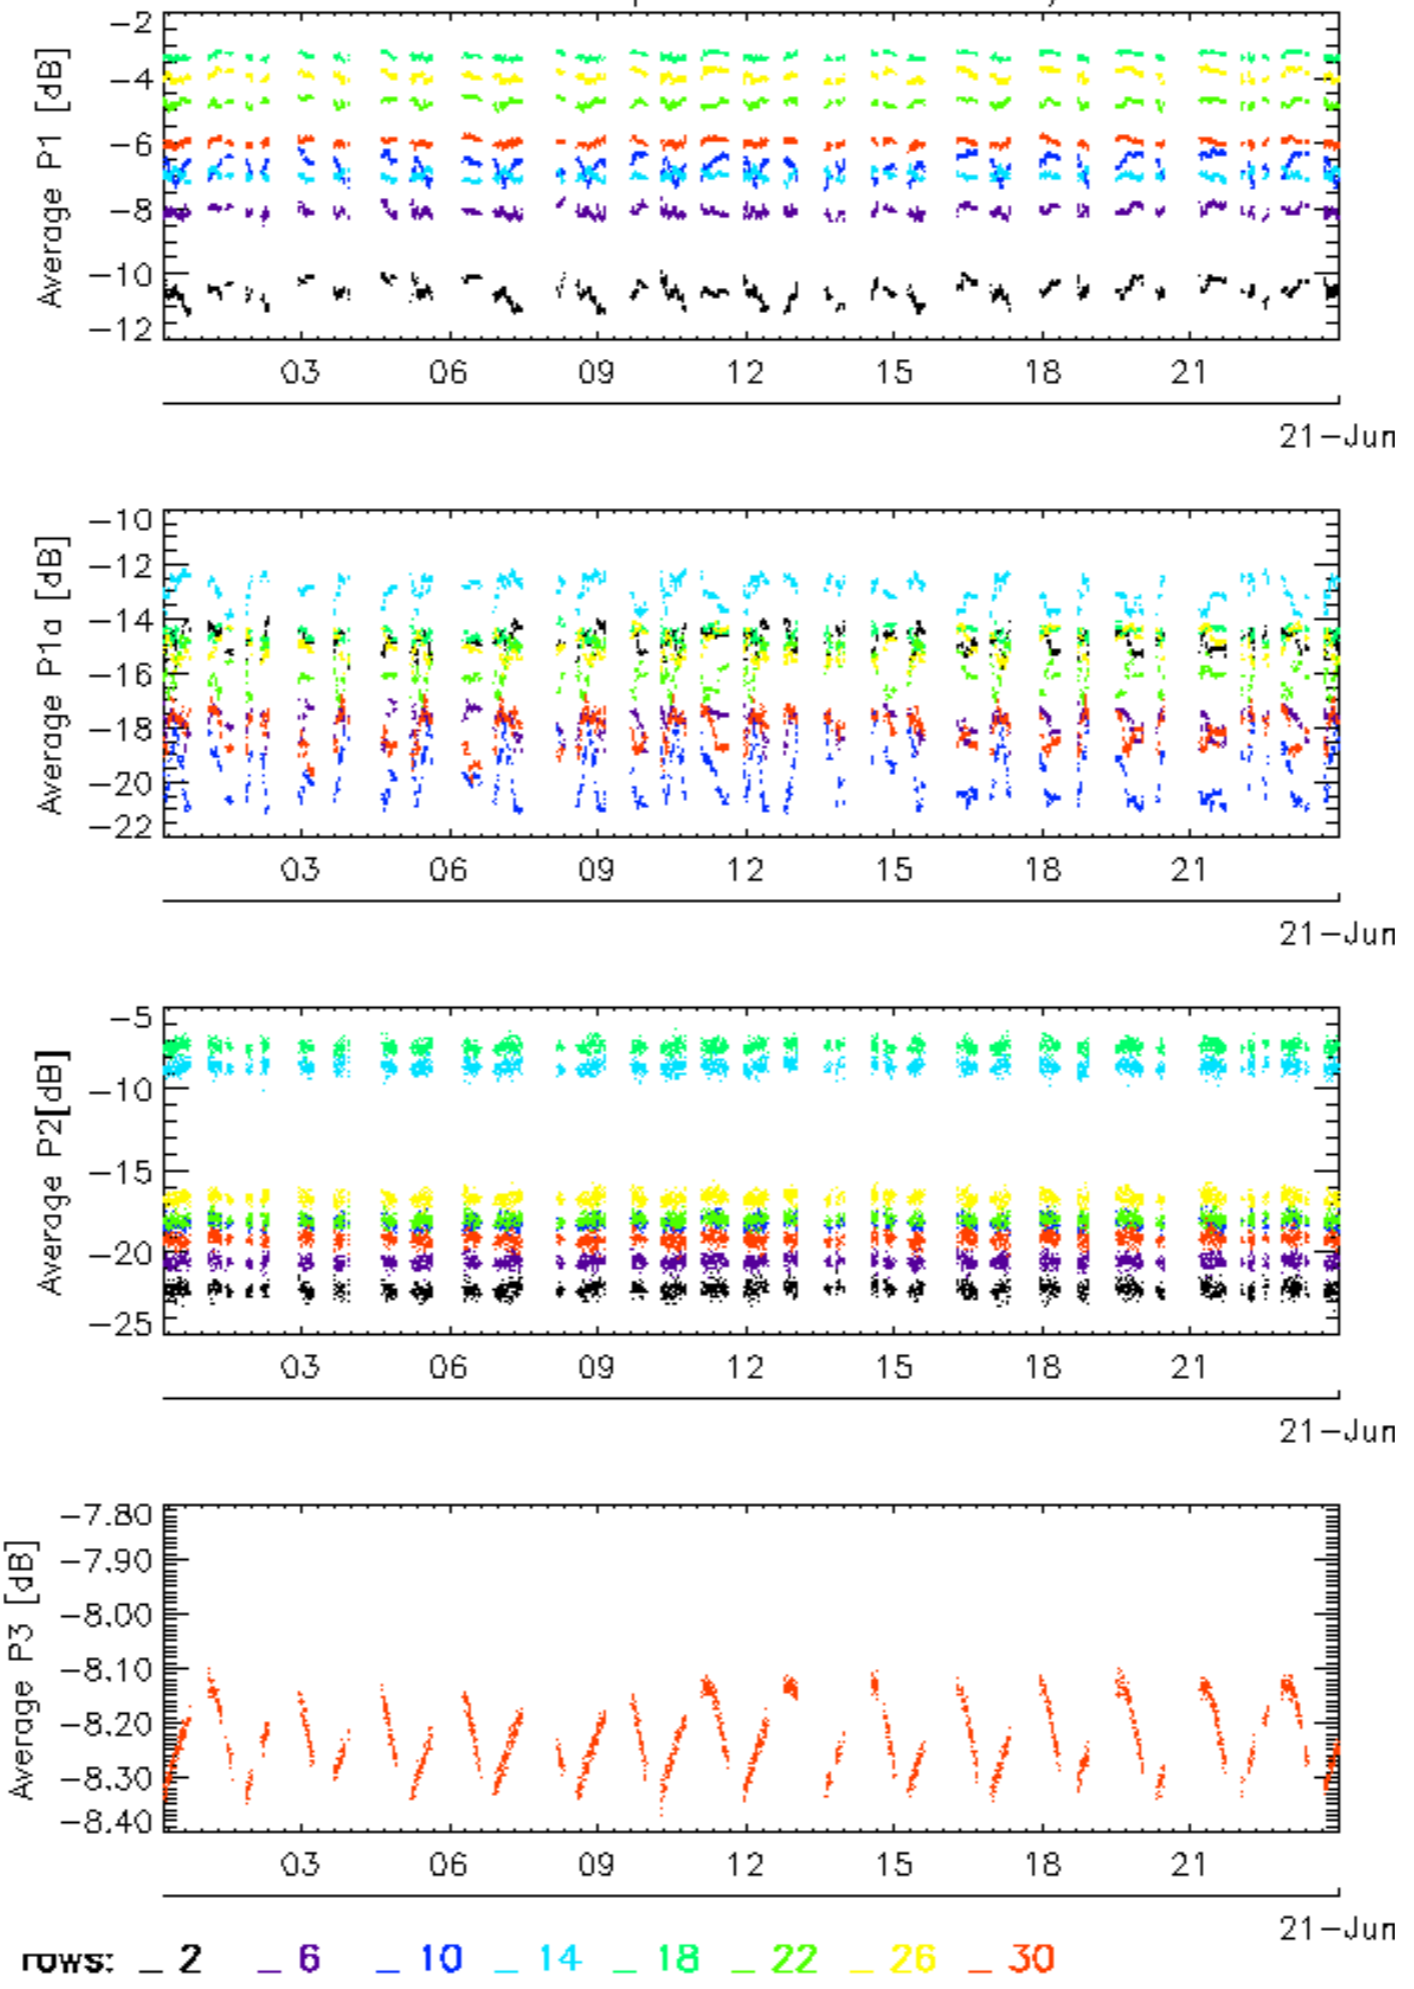 −2
−4
−6
−8
−10
−12
Average P1 [dB]
03 06 09 12 15 18 21
21−Jun
−10
−12
−14
−16
−18
−20
−22
Average P1a [dB]
03 06 09 12 15 18 21
21−Jun
−5
−10
−15
−20
−25
Average P2[dB]
03 06 09 12 15 18 21
21−Jun
−7.80
−7.90
−8.00
−8.10
−8.20
−8.30
−8.40
Average P3 [dB]
03 06 09 12 15 18 21
21−Jun
rows: _ 2 _ 6 _ 10 _ 14 _ 18 _ 22 _ 26 _ 30